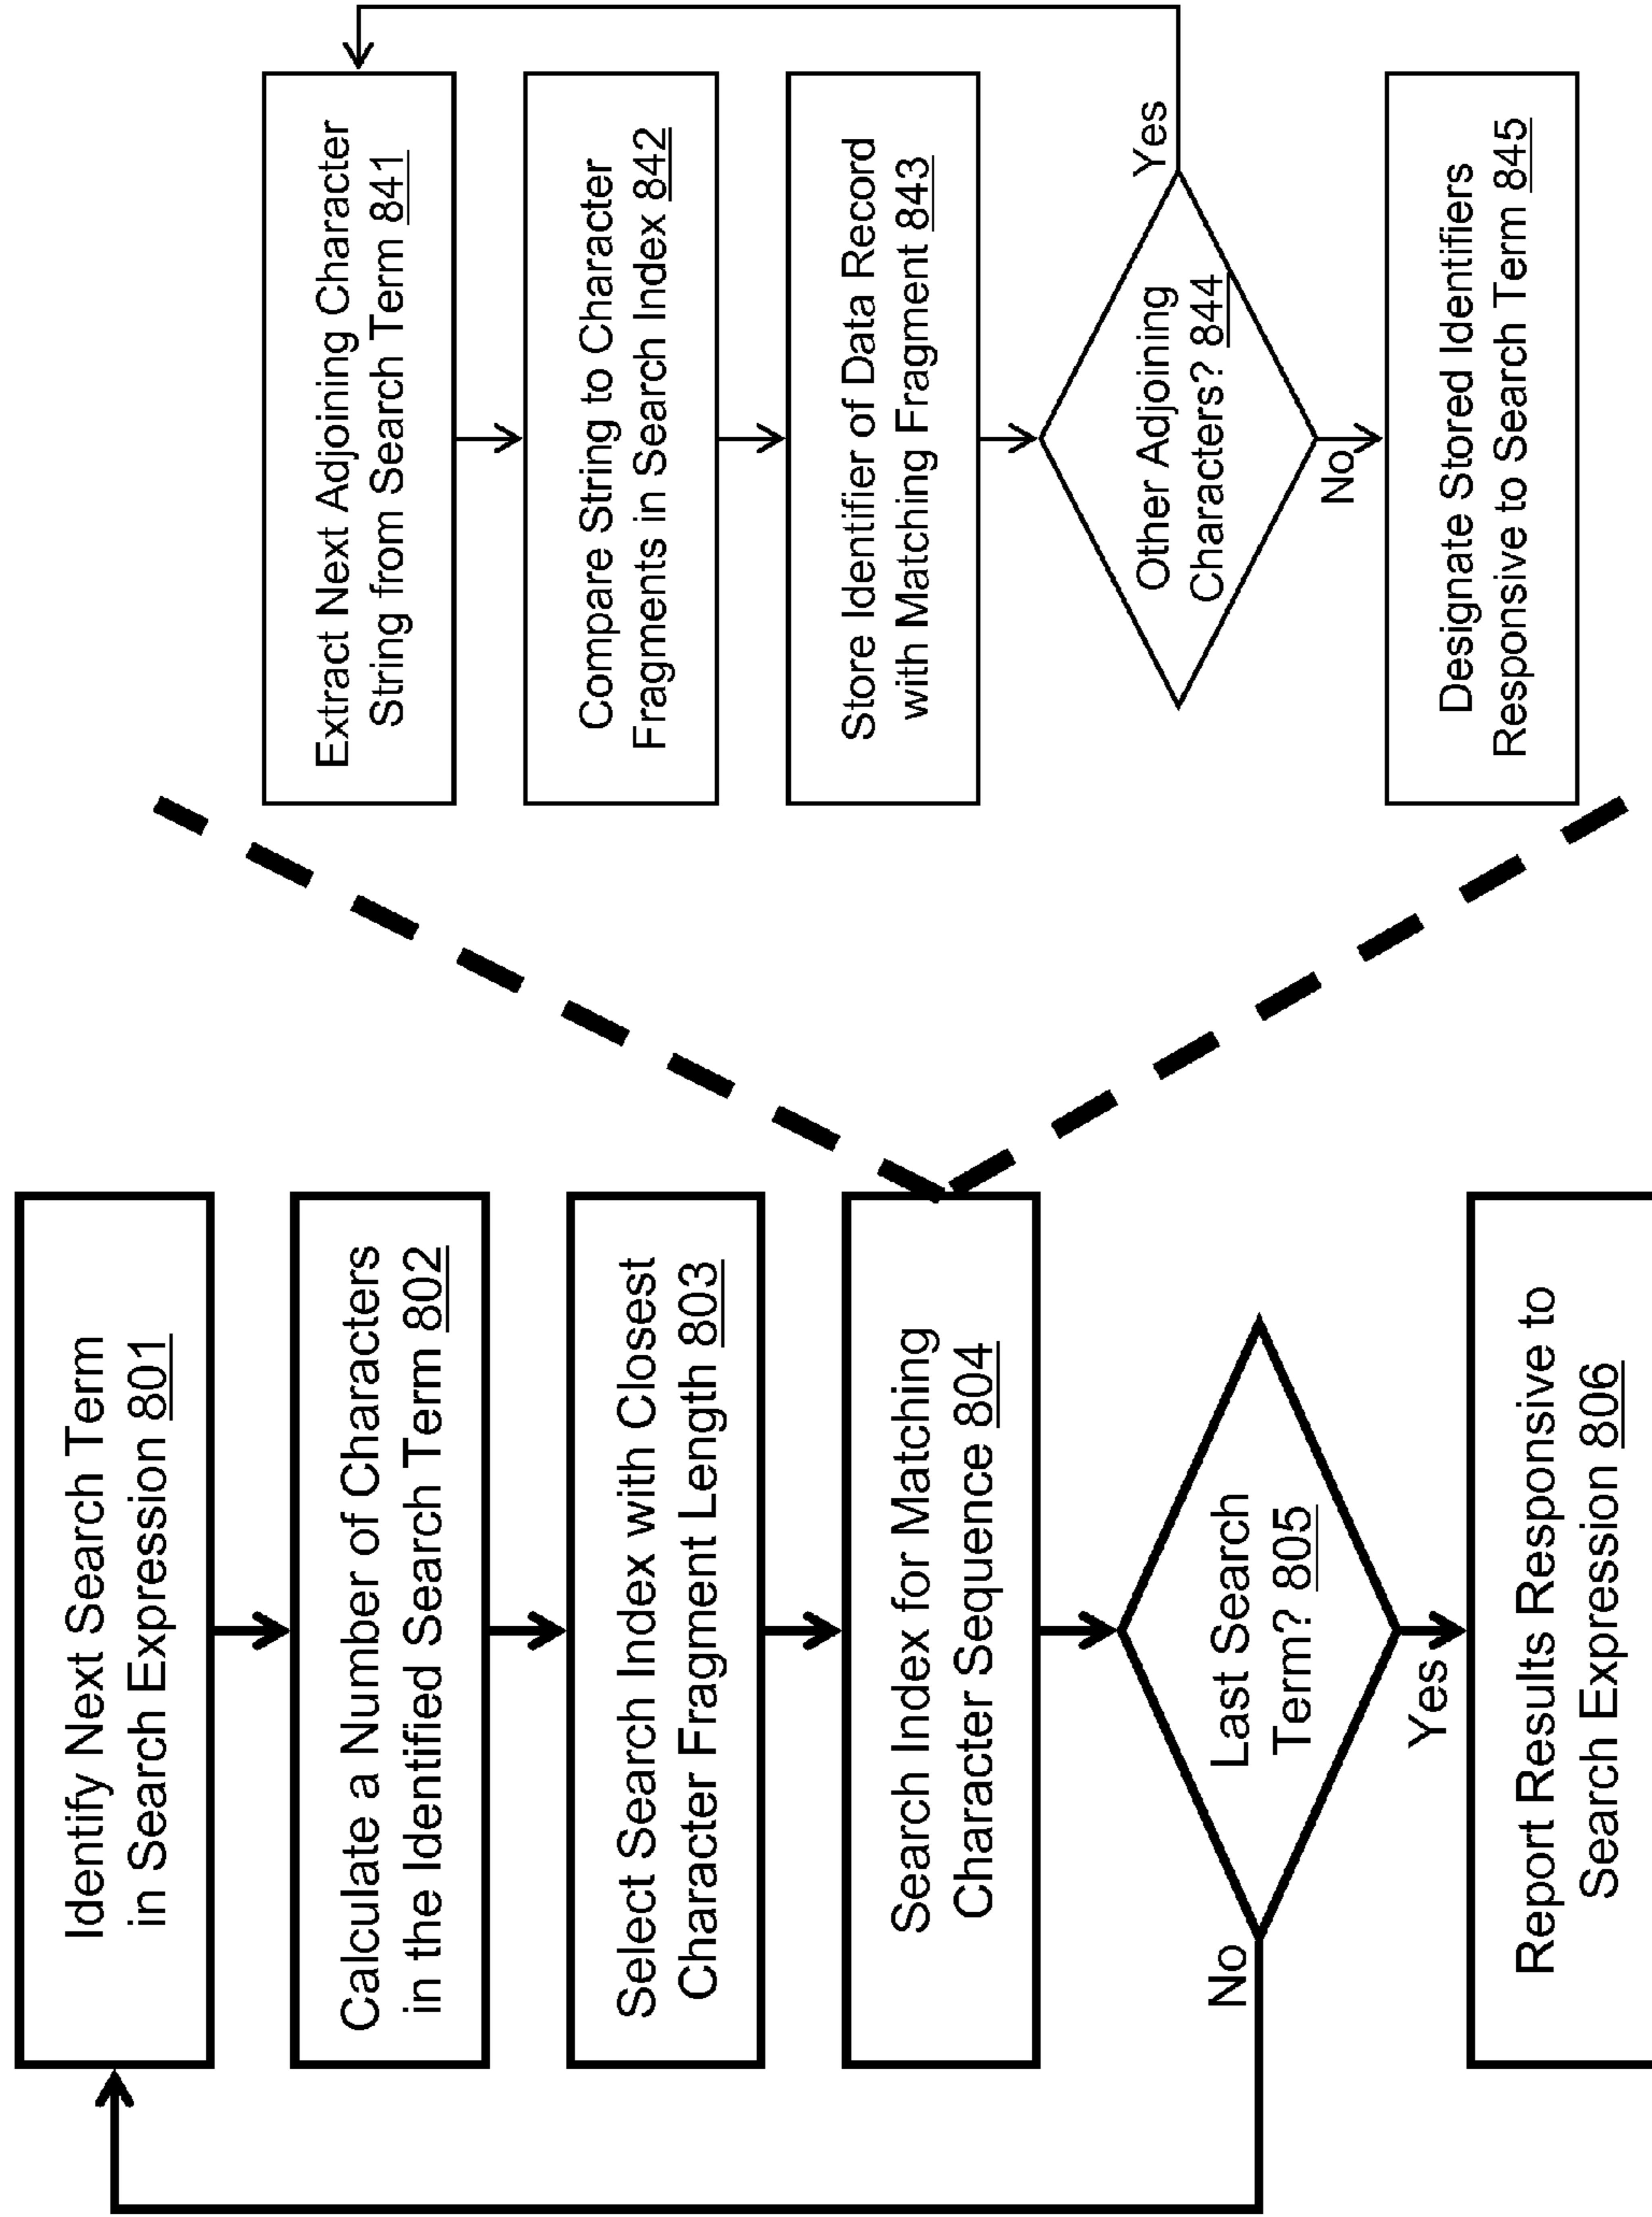 Identify Next Search Term
in Search Expression 801
Calculate a Number of Characters
in the Identified Search Term 802
Select Search Index with Closest
Character Fragment Length 803
Search Index for Matching
Character Sequence 804
Last Search
Term? 805
No
Yes
Report Results Responsive to
Search Expression 806
Extract Next Adjoining Character
String from Search Term 841
Compare String to Character
Fragments in Search Index 842
Store Identifier of Data Record
with Matching Fragment 843
Other Adjoining
Characters? 844
Yes
No
Designate Stored Identifiers
Responsive to Search Term 845